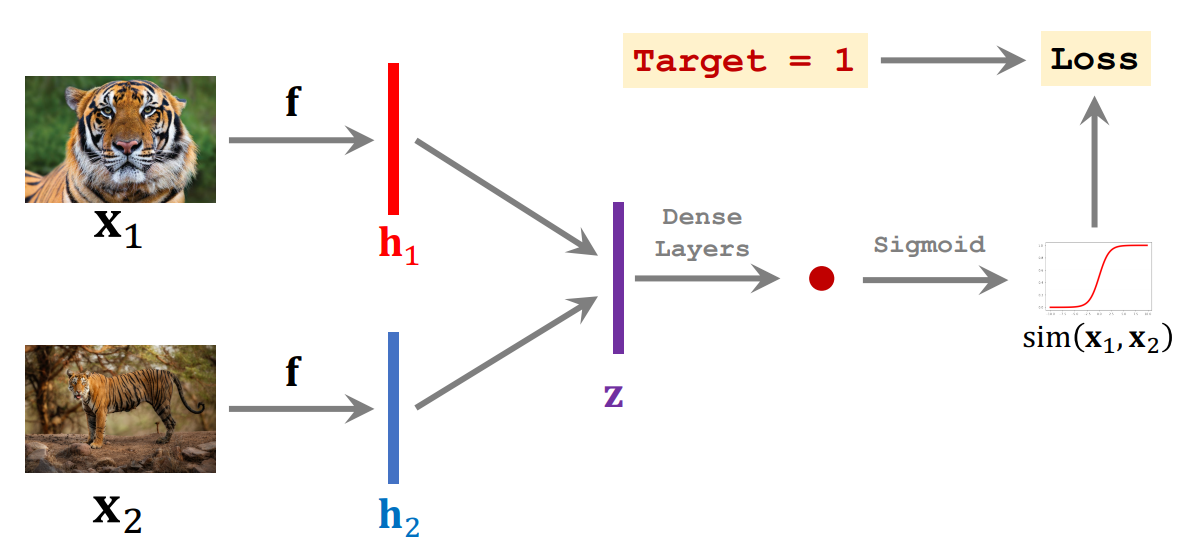 Target = 1
Loss
f
x₁
h₁
Dense
Layers
Sigmoid
sim(x₁, x₂)
f
z
x₂
h₂